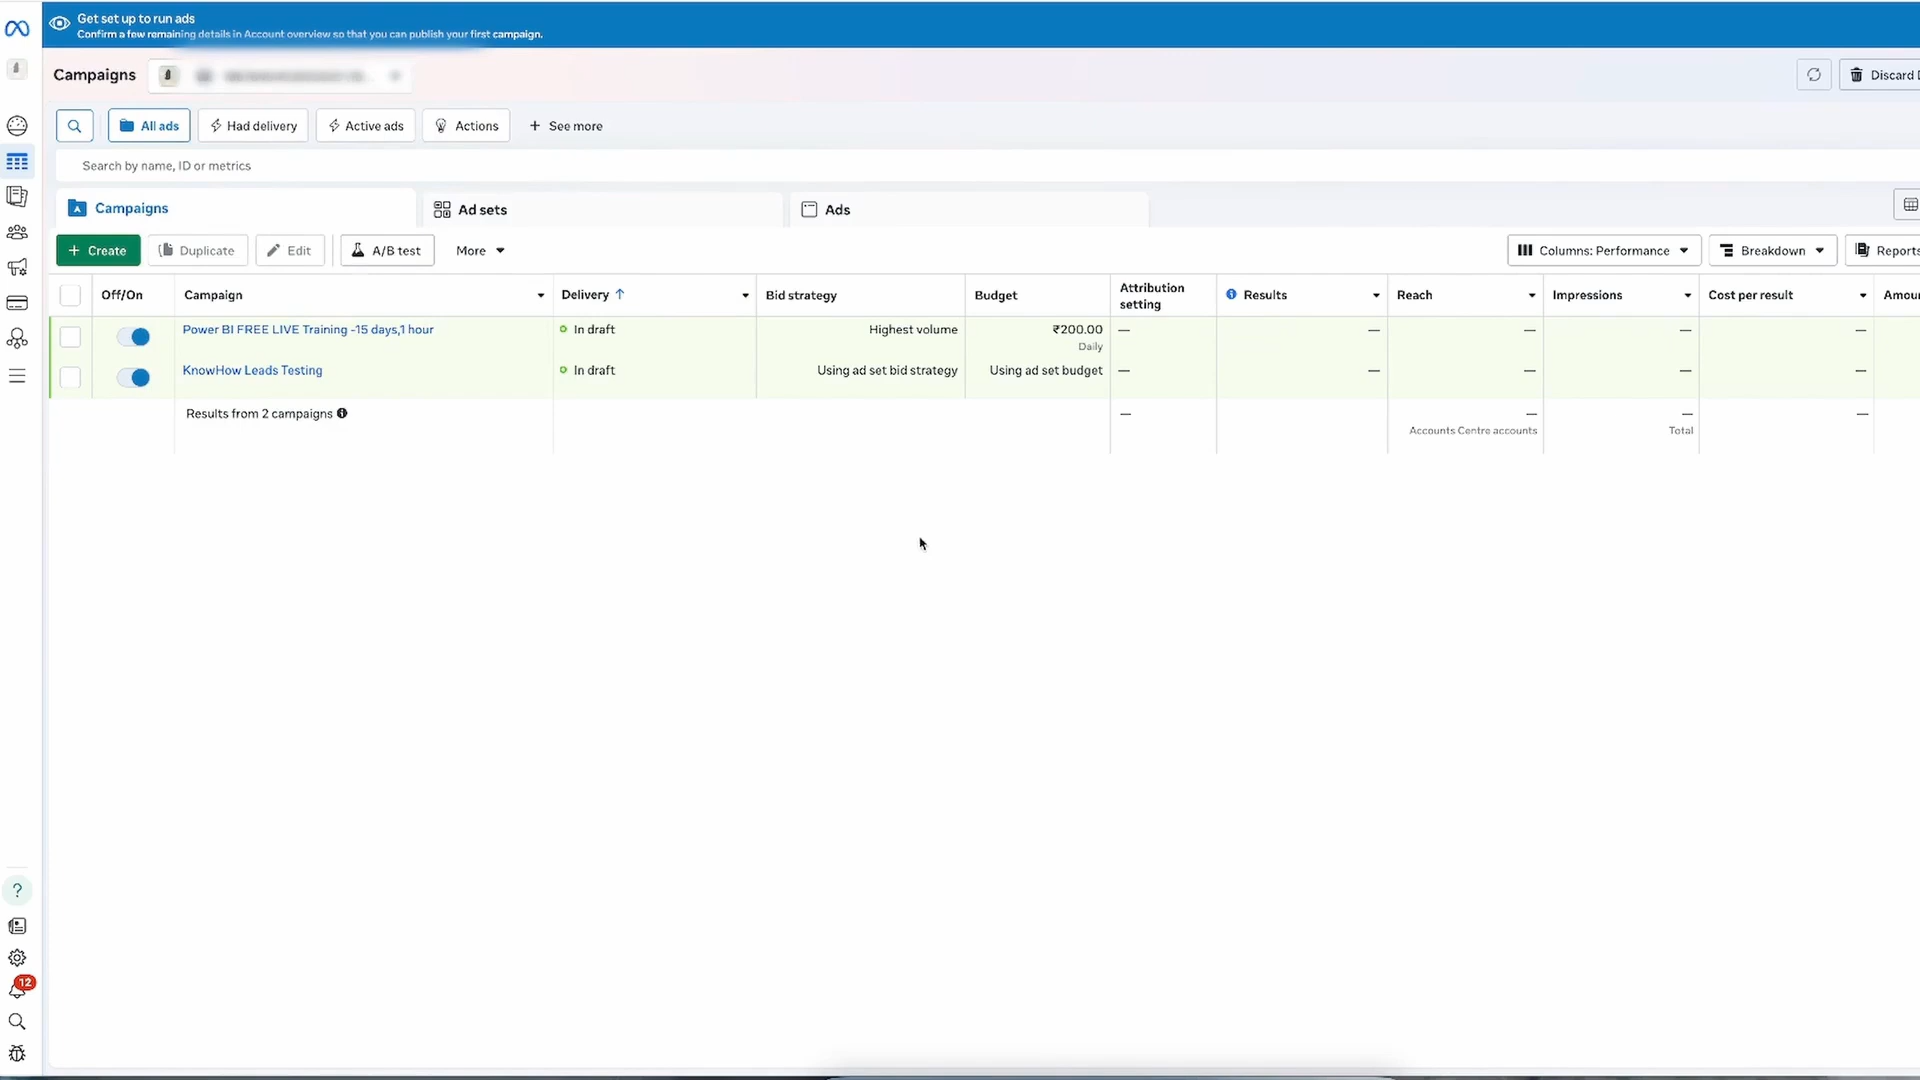 Get set up to run ads
Confirm a few remaining details in Account overview so that you can publish your first campaign.
Campaigns
Discard
All ads
Had delivery
Active ads
Actions
+ See more
Search by name, ID or metrics
Campaigns
Ad sets
Ads
+ Create
Duplicate
Edit
A/B test
More
Columns: Performance
Breakdown
Reports
Off/On
Campaign
Delivery ↑
Bid strategy
Budget
Attribution setting
Results
Reach
Impressions
Cost per result
Amou
Power BI FREE LIVE Training -15 days,1 hour
In draft
Highest volume
₹200.00
Daily
—
—
—
—
—
KnowHow Leads Testing
In draft
Using ad set bid strategy
Using ad set budget
—
—
—
—
—
Results from 2 campaigns
—
—
Accounts Centre accounts
—
Total
—
?
12